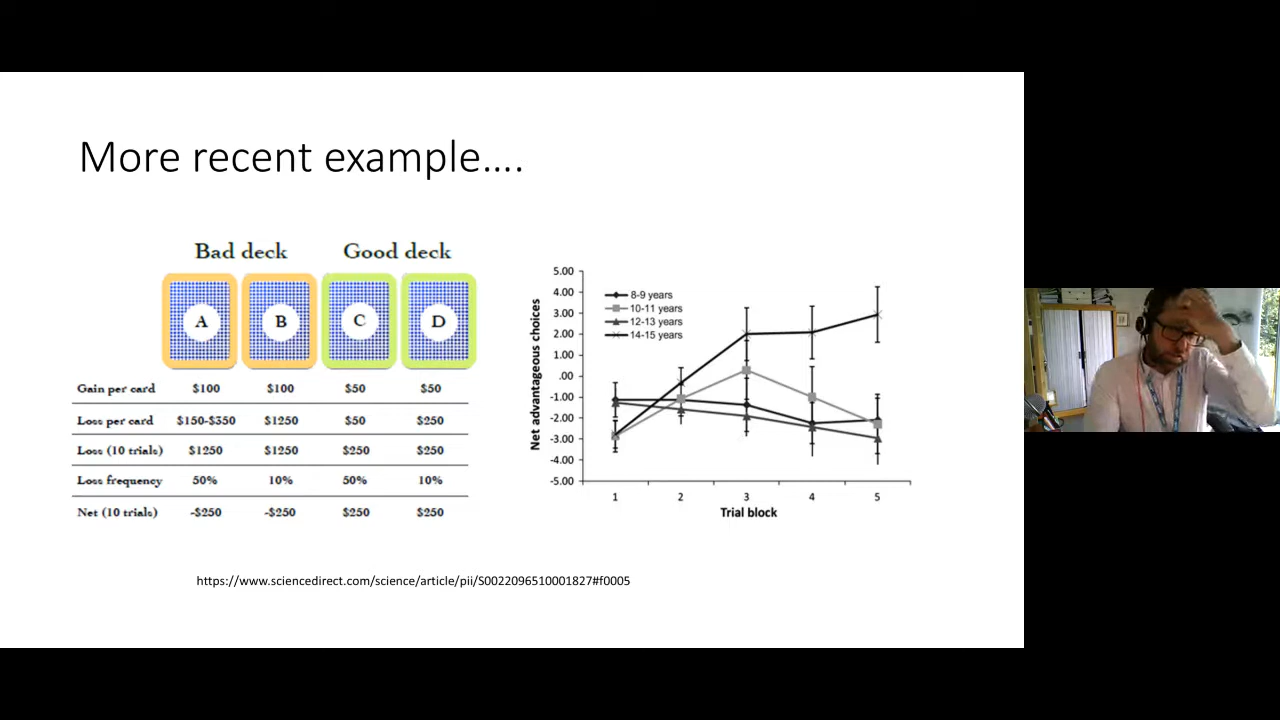 More recent example....
Bad deck Good deck
A B C D
Gain per card $100 $100 $50 $50
Loss per card $150-$350 $1250 $50 $250
Loss (10 trials) $1250 $1250 $250 $250
Loss frequency 50% 10% 50% 10%
Net (10 trials) -$250 -$250 $250 $250
5.00
4.00
3.00
2.00
1.00
.00
-1.00
-2.00
-3.00
-4.00
-5.00
Net advantageous choices
8-9 years
10-11 years
12-13 years
14-15 years
1 2 3 4 5
Trial block
https://www.sciencedirect.com/science/article/pii/S0022096510001827#f0005